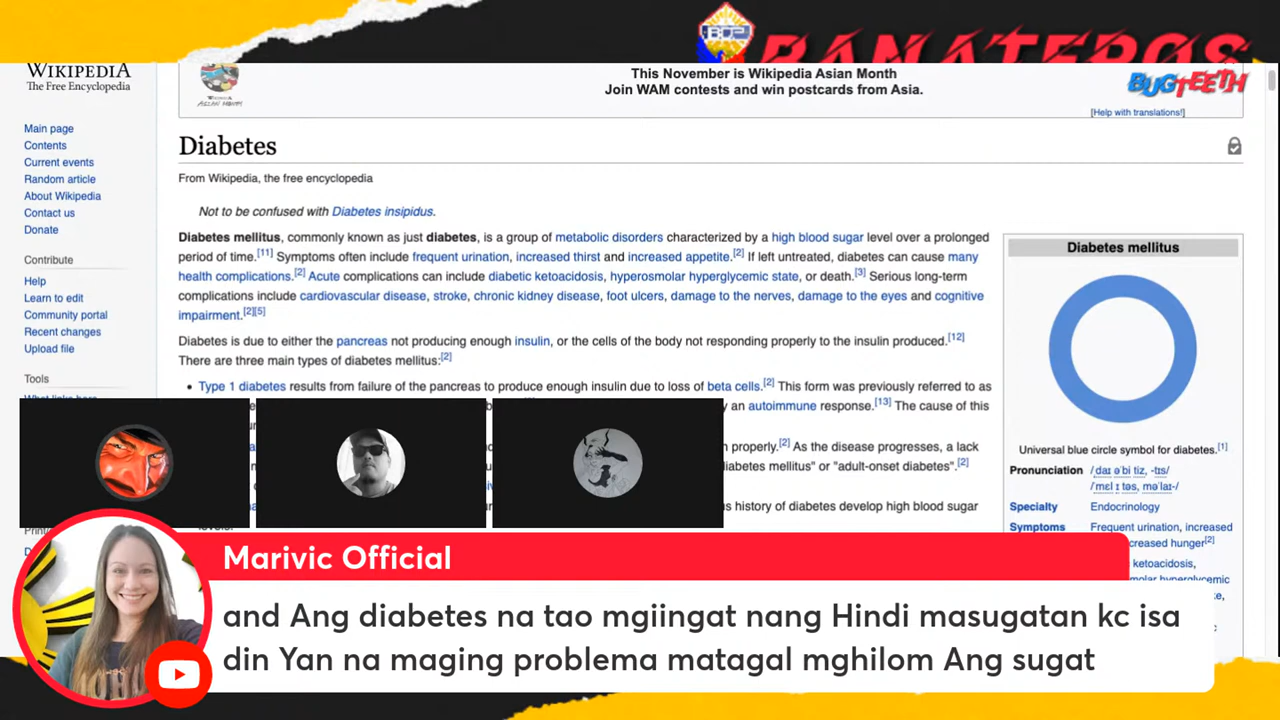 BANATEROS
BUGTEETH
WIKIPEDIA
The Free Encyclopedia
Main page
Contents
Current events
Random article
About Wikipedia
Contact us
Donate
Contribute
Help
Learn to edit
Community portal
Recent changes
Upload file
Tools
What links here
This November is Wikipedia Asian Month
Join WAM contests and win postcards from Asia.
[Help with translations!]
Diabetes
From Wikipedia, the free encyclopedia
Not to be confused with Diabetes insipidus.
Diabetes mellitus, commonly known as just diabetes, is a group of metabolic disorders characterized by a high blood sugar level over a prolonged
period of time.[11] Symptoms often include frequent urination, increased thirst and increased appetite.[2] If left untreated, diabetes can cause many
health complications.[2] Acute complications can include diabetic ketoacidosis, hyperosmolar hyperglycemic state, or death.[3] Serious long-term
complications include cardiovascular disease, stroke, chronic kidney disease, foot ulcers, damage to the nerves, damage to the eyes and cognitive
impairment.[2][5]
Diabetes is due to either the pancreas not producing enough insulin, or the cells of the body not responding properly to the insulin produced.[12]
There are three main types of diabetes mellitus:[2]
• Type 1 diabetes results from failure of the pancreas to produce enough insulin due to loss of beta cells.[2] This form was previously referred to as
an autoimmune response.[13] The cause of this
properly.[2] As the disease progresses, a lack
mellitus" or "adult-onset diabetes".[2]
history of diabetes develop high blood sugar
Diabetes mellitus
Universal blue circle symbol for diabetes.[1]
Pronunciation /ˌdaɪəˈbiːtiːz, -tɪs/
Specialty Endocrinology
Symptoms Frequent urination, increased
hunger[2]
ketoacidosis,
hyperglycemic
Marivic Official
and Ang diabetes na tao mgiingat nang Hindi masugatan kc isa
din Yan na maging problema matagal mghilom Ang sugat